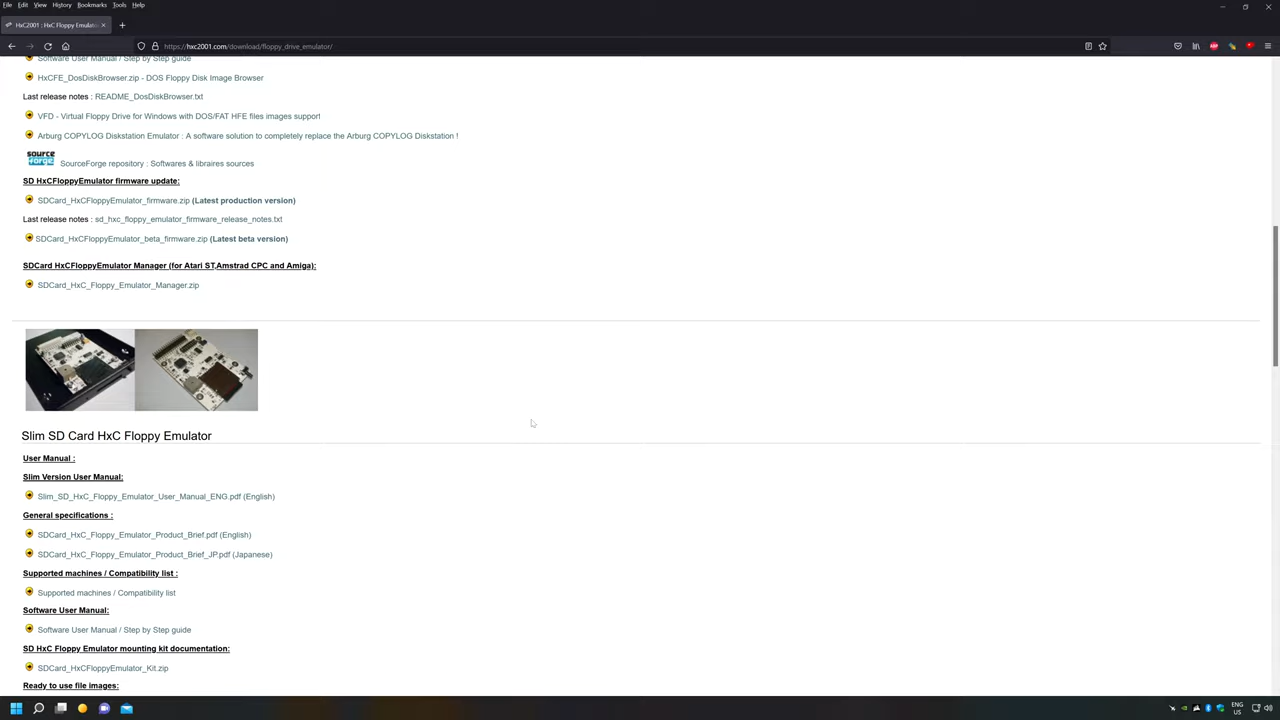 File Edit View History Bookmarks Tools Help
HxC2001 : HxC Floppy Emulato
https://hxc2001.com/download/floppy_drive_emulator/
Software User Manual / Step by Step guide
HxCFE_DosDiskBrowser.zip - DOS Floppy Disk Image Browser
Last release notes : README_DosDiskBrowser.txt
VFD - Virtual Floppy Drive for Windows with DOS/FAT HFE files images support
Arburg COPYLOG Diskstation Emulator : A software solution to completely replace the Arburg COPYLOG Diskstation !
source forge SourceForge repository : Softwares & libraires sources
SD HxCFloppyEmulator firmware update:
SDCard_HxCFloppyEmulator_firmware.zip (Latest production version)
Last release notes : sd_hxc_floppy_emulator_firmware_release_notes.txt
SDCard_HxCFloppyEmulator_beta_firmware.zip (Latest beta version)
SDCard HxCFloppyEmulator Manager (for Atari ST,Amstrad CPC and Amiga):
SDCard_HxC_Floppy_Emulator_Manager.zip
Slim SD Card HxC Floppy Emulator
User Manual :
Slim Version User Manual:
Slim_SD_HxC_Floppy_Emulator_User_Manual_ENG.pdf (English)
General specifications :
SDCard_HxC_Floppy_Emulator_Product_Brief.pdf (English)
SDCard_HxC_Floppy_Emulator_Product_Brief_JP.pdf (Japanese)
Supported machines / Compatibility list :
Supported machines / Compatibility list
Software User Manual:
Software User Manual / Step by Step guide
SD HxC Floppy Emulator mounting kit documentation:
SDCard_HxCFloppyEmulator_Kit.zip
Ready to use file images:
ENG
US